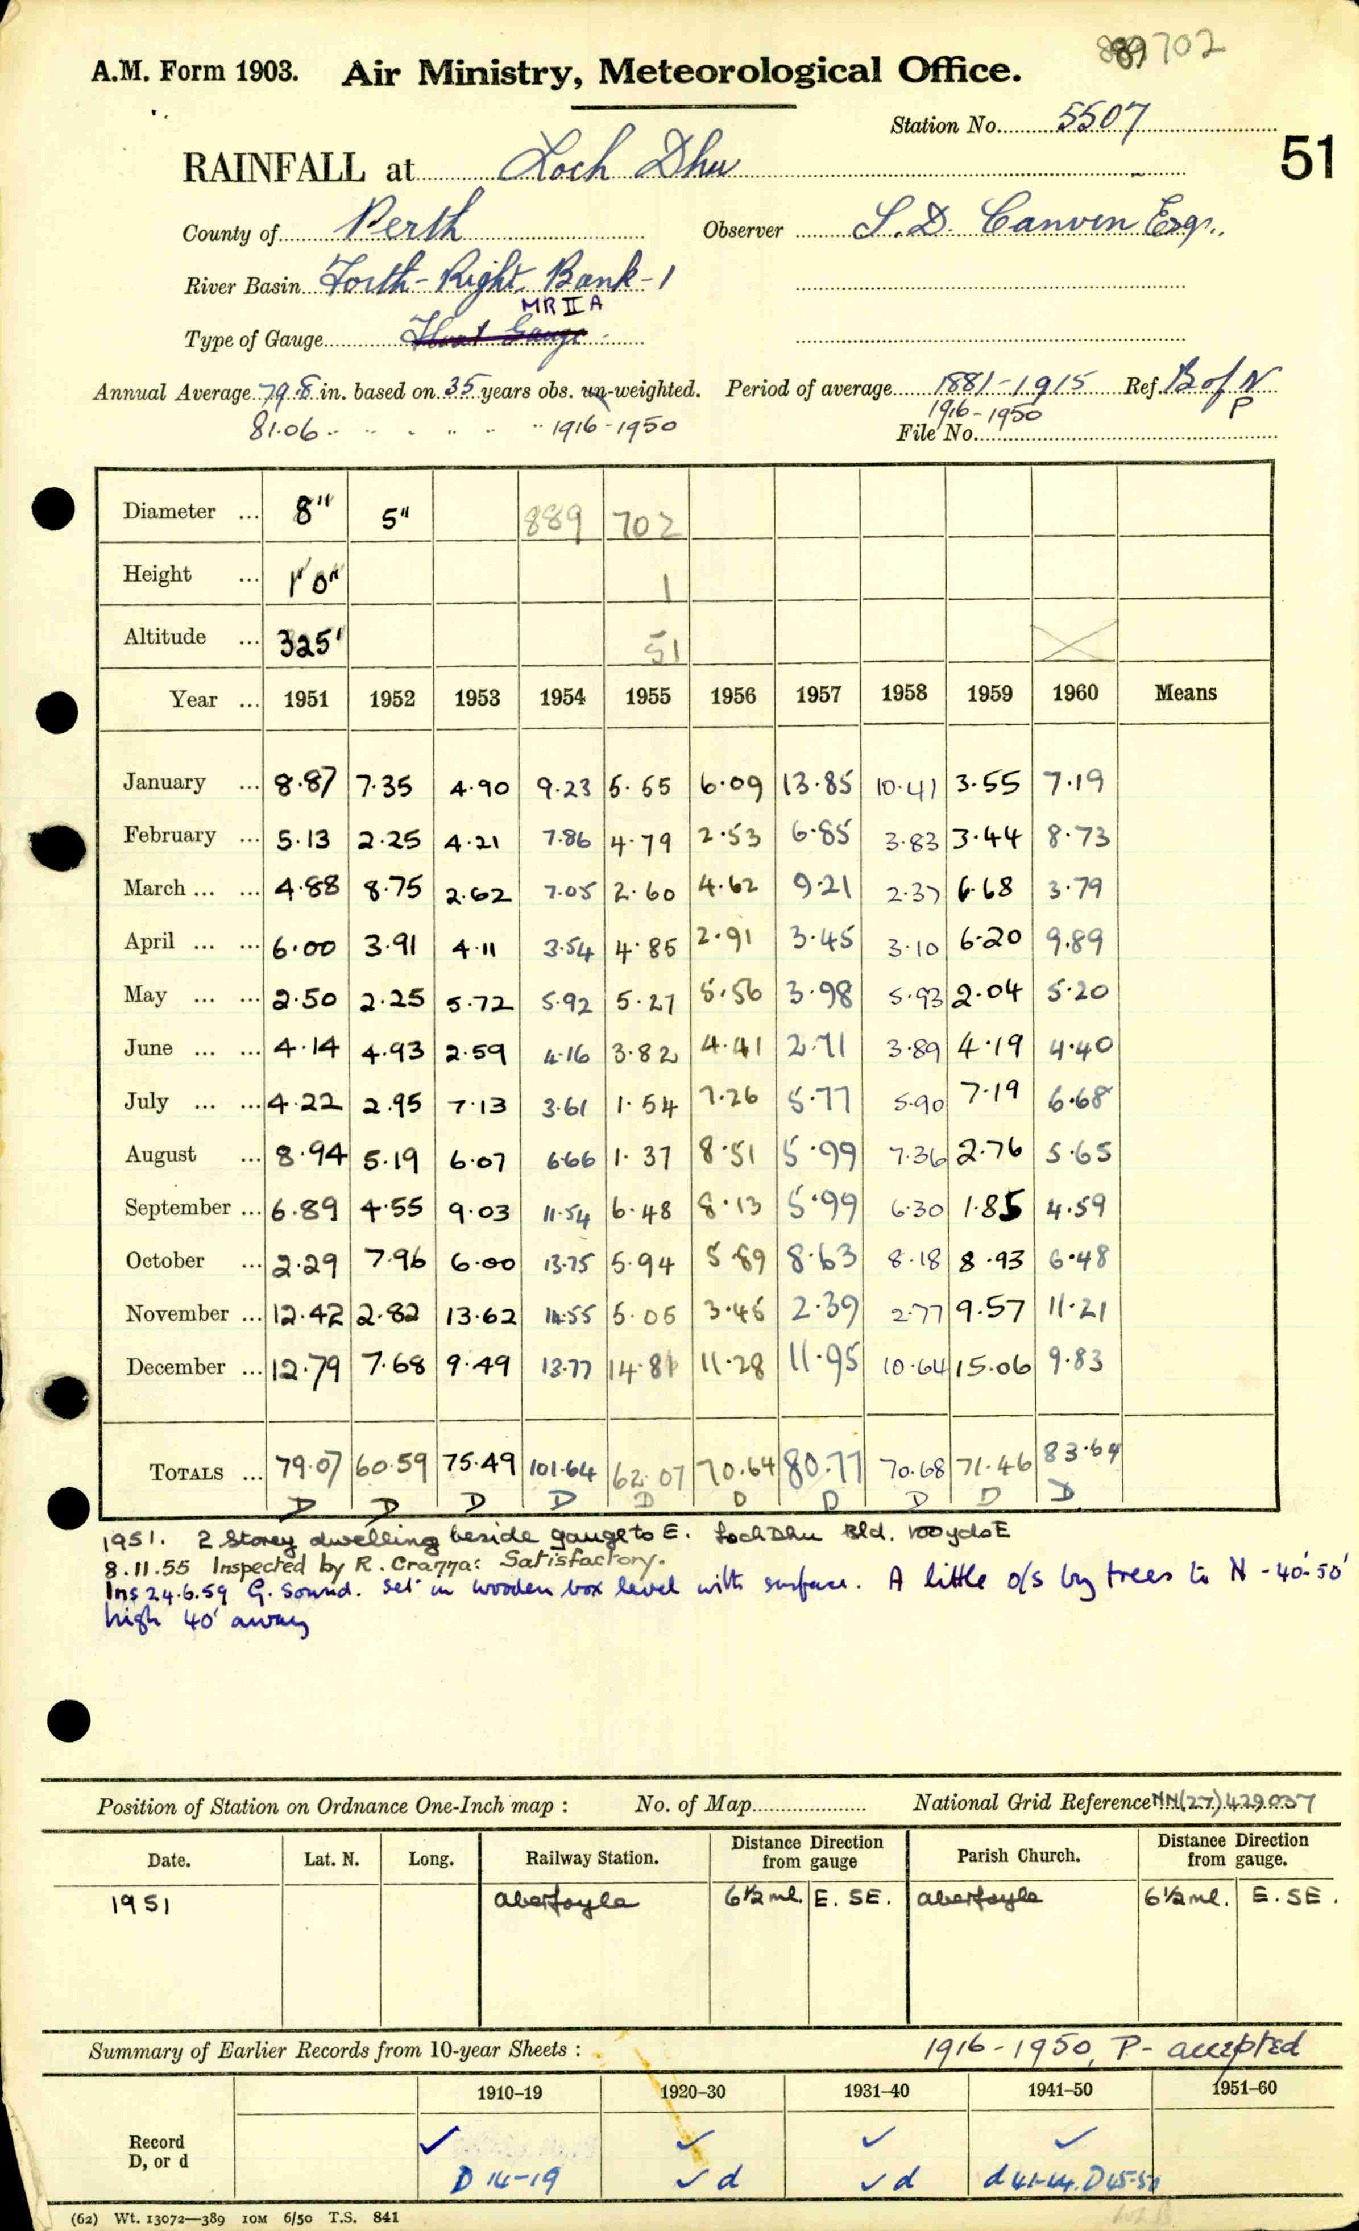 889 702
A.M. Form 1903. Air Ministry, Meteorological Office.
Station No. 5507
51
RAINFALL at Loch Dhu
County of Perth Observer S. D. Canven Esqr.,
River Basin Forth - Right Bank - 1
MR II A
Type of Gauge Float Gauge
Annual Average 79.8 in. based on 35 years obs. un-weighted. Period of average 1881-1915 Ref. B of N
81.06 " " " " " " 1916-1950 1916-1950 P
File No.
Diameter ... 8" 5" 889 702
Height ... 1' 0" 1
Altitude ... 325' 51
Year ... 1951 1952 1953 1954 1955 1956 1957 1958 1959 1960 Means
January ... 8.87 7.35 4.90 9.23 5.55 6.09 13.85 10.41 3.55 7.19
February ... 5.13 2.25 4.21 7.86 4.79 2.53 6.85 3.83 3.44 8.73
March ... ... 4.88 8.75 2.62 7.05 2.60 4.62 9.21 2.37 6.68 3.79
April ... ... 6.00 3.91 4.11 3.54 4.85 2.91 3.45 3.10 6.20 9.89
May ... ... 2.50 2.25 5.72 5.92 5.27 5.56 3.98 5.93 2.04 5.20
June ... ... 4.14 4.93 2.59 4.16 3.82 4.41 2.71 3.89 4.19 4.40
July ... ... 4.22 2.95 7.13 3.61 1.54 7.26 5.77 5.90 7.19 6.68
August ... 8.94 5.19 6.07 6.66 1.37 8.51 5.99 7.36 2.76 5.65
September ... 6.89 4.55 9.03 11.54 6.48 8.13 5.99 6.30 1.85 4.59
October ... 2.29 7.96 6.00 13.75 5.94 5.89 8.63 8.18 8.93 6.48
November ... 12.42 2.82 13.62 14.55 5.05 3.45 2.39 2.77 9.57 11.21
December ... 12.79 7.68 9.49 13.77 14.81 11.28 11.95 10.64 15.06 9.83
TOTALS ... 79.07 60.59 75.49 101.64 62.07 70.64 80.77 70.68 71.46 83.64
D D D D D D D D D D
1951. 2 Storey dwelling beside gauge to E. Loch Dhu Bld. 100 yds E
8.11.55 Inspected by R. Cragga: Satisfactory.
Ins 24.6.59 G. Sound. Set in wooden box level with surface. A little o/s by trees to N - 40'-50'
high 40' away
Position of Station on Ordnance One-Inch map : No. of Map National Grid Reference NN(27)429037
Date. Lat. N. Long. Railway Station. Distance Direction from gauge Parish Church. Distance Direction from gauge.
1951 Aberfoyle 6½ ml. E. SE. Aberfoyle 6½ ml. E. SE.
Summary of Earlier Records from 10-year Sheets : 1916-1950, P - accepted
1910–19 1920–30 1931–40 1941–50 1951–60
Record ✓ ✓ ✓ ✓
D, or d D 14-19 ✓ d ✓ d d 41-44. D 45-50
(62) Wt. 13072—389 IOM 6/50 T.S. 841